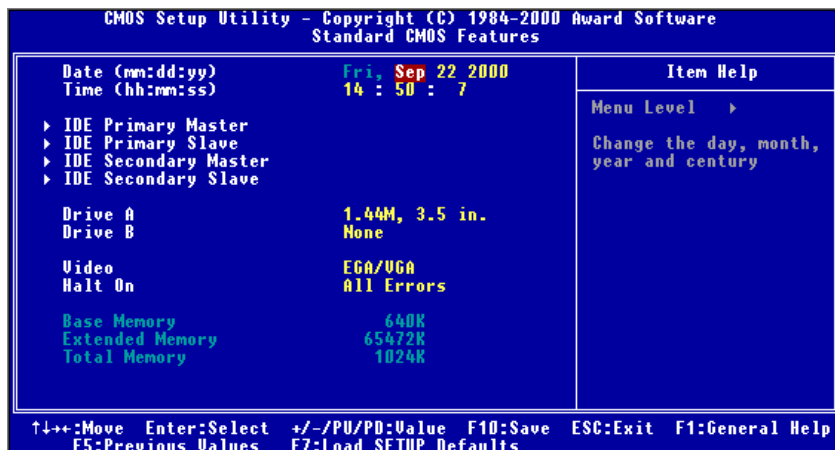 CMOS Setup Utility - Copyright (C) 1984-2000 Award Software
Standard CMOS Features
Date (mm:dd:yy) Fri, Sep 22 2000
Time (hh:mm:ss) 14 : 50 : 7
IDE Primary Master
IDE Primary Slave
IDE Secondary Master
IDE Secondary Slave
Drive A 1.44M, 3.5 in.
Drive B None
Video EGA/VGA
Halt On All Errors
Base Memory 640K
Extended Memory 65472K
Total Memory 1024K
Item Help
Menu Level
Change the day, month,
year and century
↑↓→←:Move Enter:Select +/-/PU/PD:Value F10:Save ESC:Exit F1:General Help
F5:Previous Values F7:Load SETUP Defaults